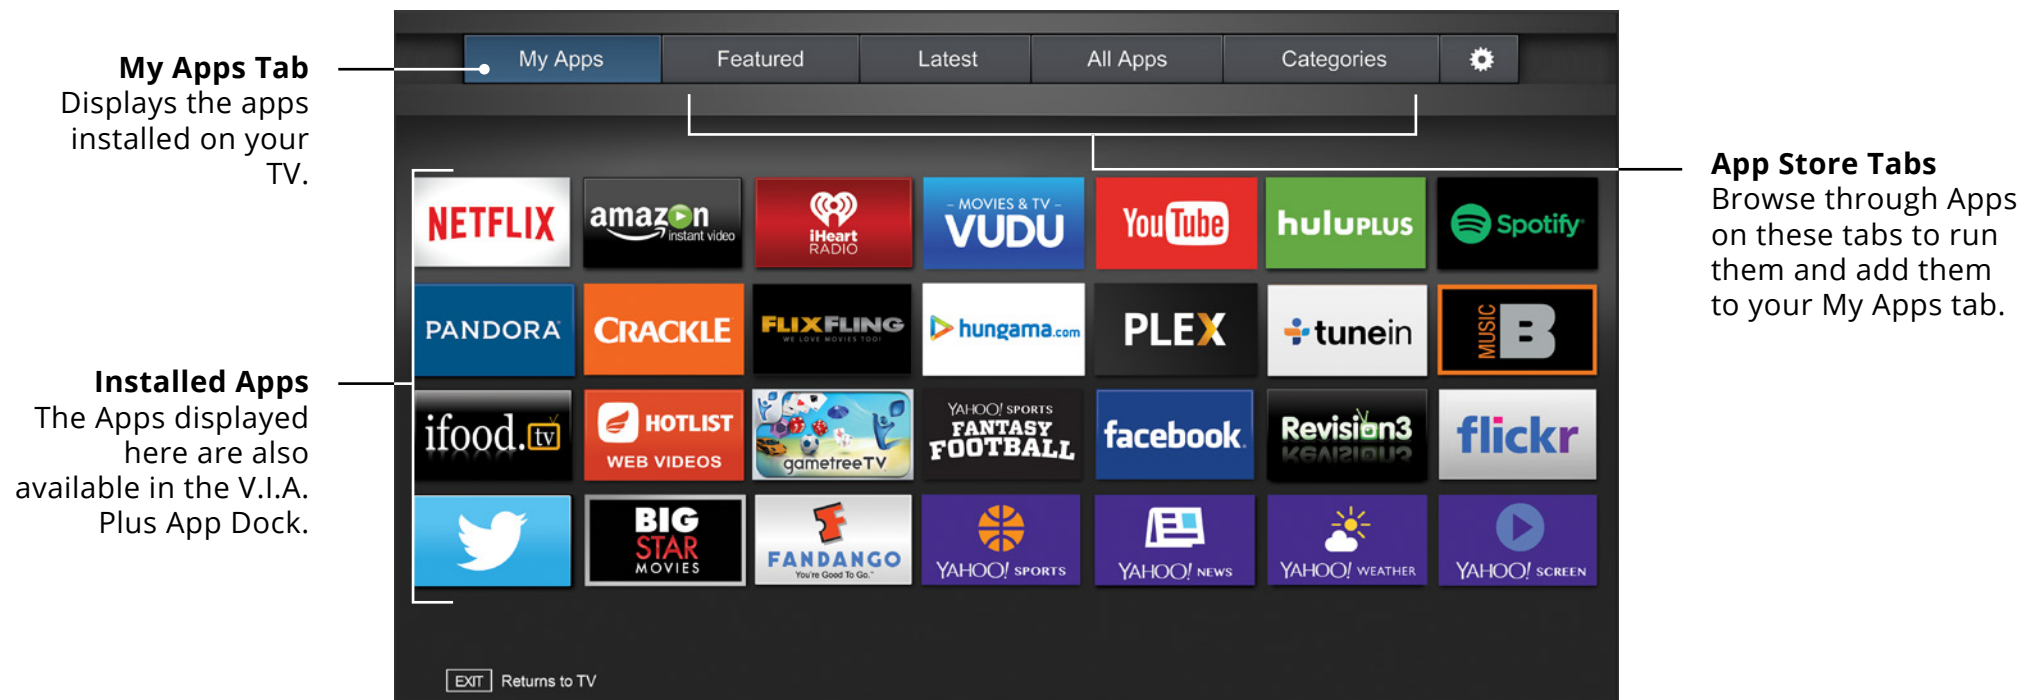 My Apps Tab
Displays the apps
installed on your
TV.
Installed Apps
The Apps displayed
here are also
available in the V.I.A.
Plus App Dock.
My Apps Featured Latest All Apps Categories
NETFLIX
amazon
instant video
iHeart
RADIO
– MOVIES & TV –
VUDU
YouTube
huluPLUS
Spotify
PANDORA
CRACKLE
FLIXFLING
WE LOVE MOVIES TOO!
hungama.com
PLEX
tunein
MUSIC B
ifood.tv
HOTLIST
WEB VIDEOS
gametreeTV
YAHOO! SPORTS
FANTASY
FOOTBALL
facebook
Revision3
flickr
BIG
STAR
MOVIES
FANDANGO
You're Good To Go.™
YAHOO! SPORTS
YAHOO! NEWS
YAHOO! WEATHER
YAHOO! SCREEN
EXIT Returns to TV
App Store Tabs
Browse through Apps
on these tabs to run
them and add them
to your My Apps tab.